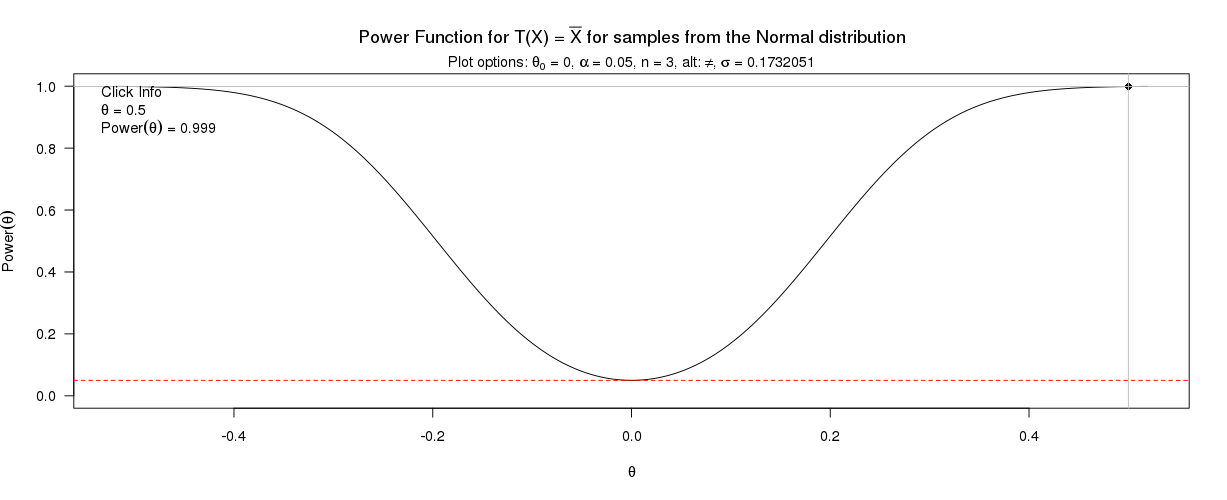 Power Function for T(X) = X̅ for samples from the Normal distribution
Plot options: θ₀ = 0, α = 0.05, n = 3, alt: ≠, σ = 0.1732051
Click Info
θ = 0.5
Power(θ) = 0.999
1.0
0.8
0.6
0.4
0.2
0.0
Power(θ)
-0.4
-0.2
0.0
0.2
0.4
θ